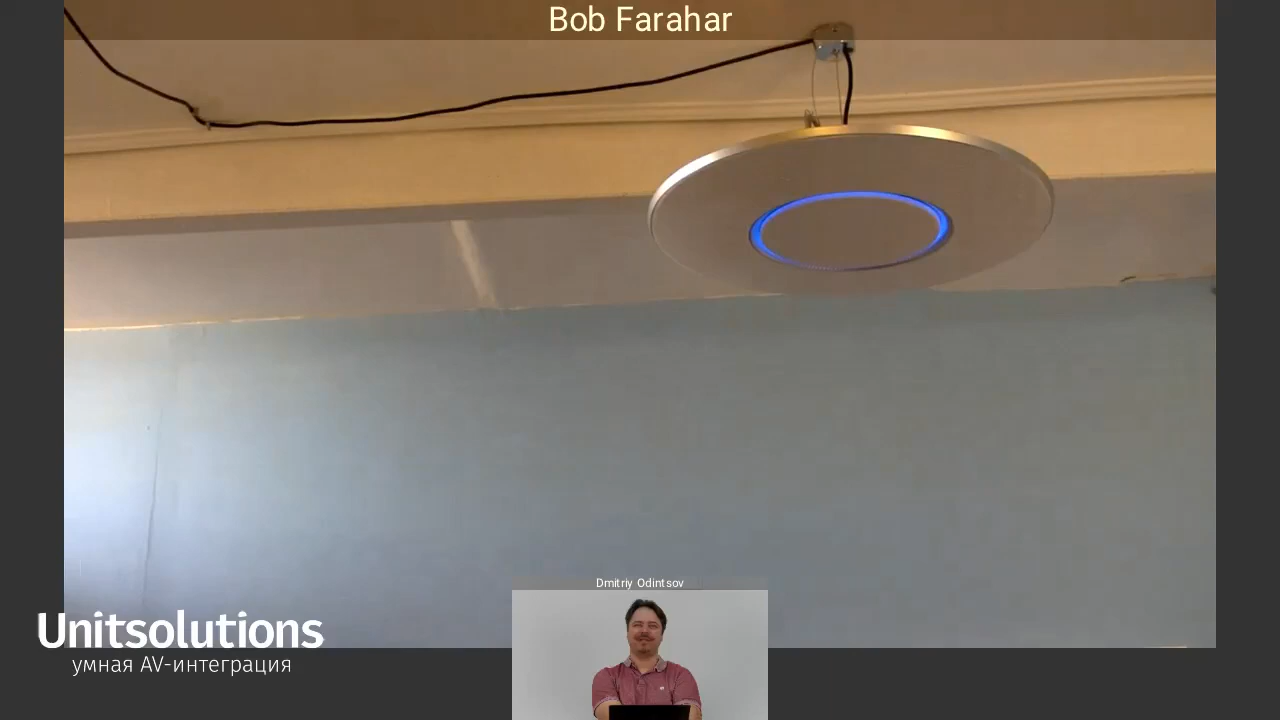 Bob Farahar
Dmitriy Odintsov
Unitsolutions
умная AV-интеграция